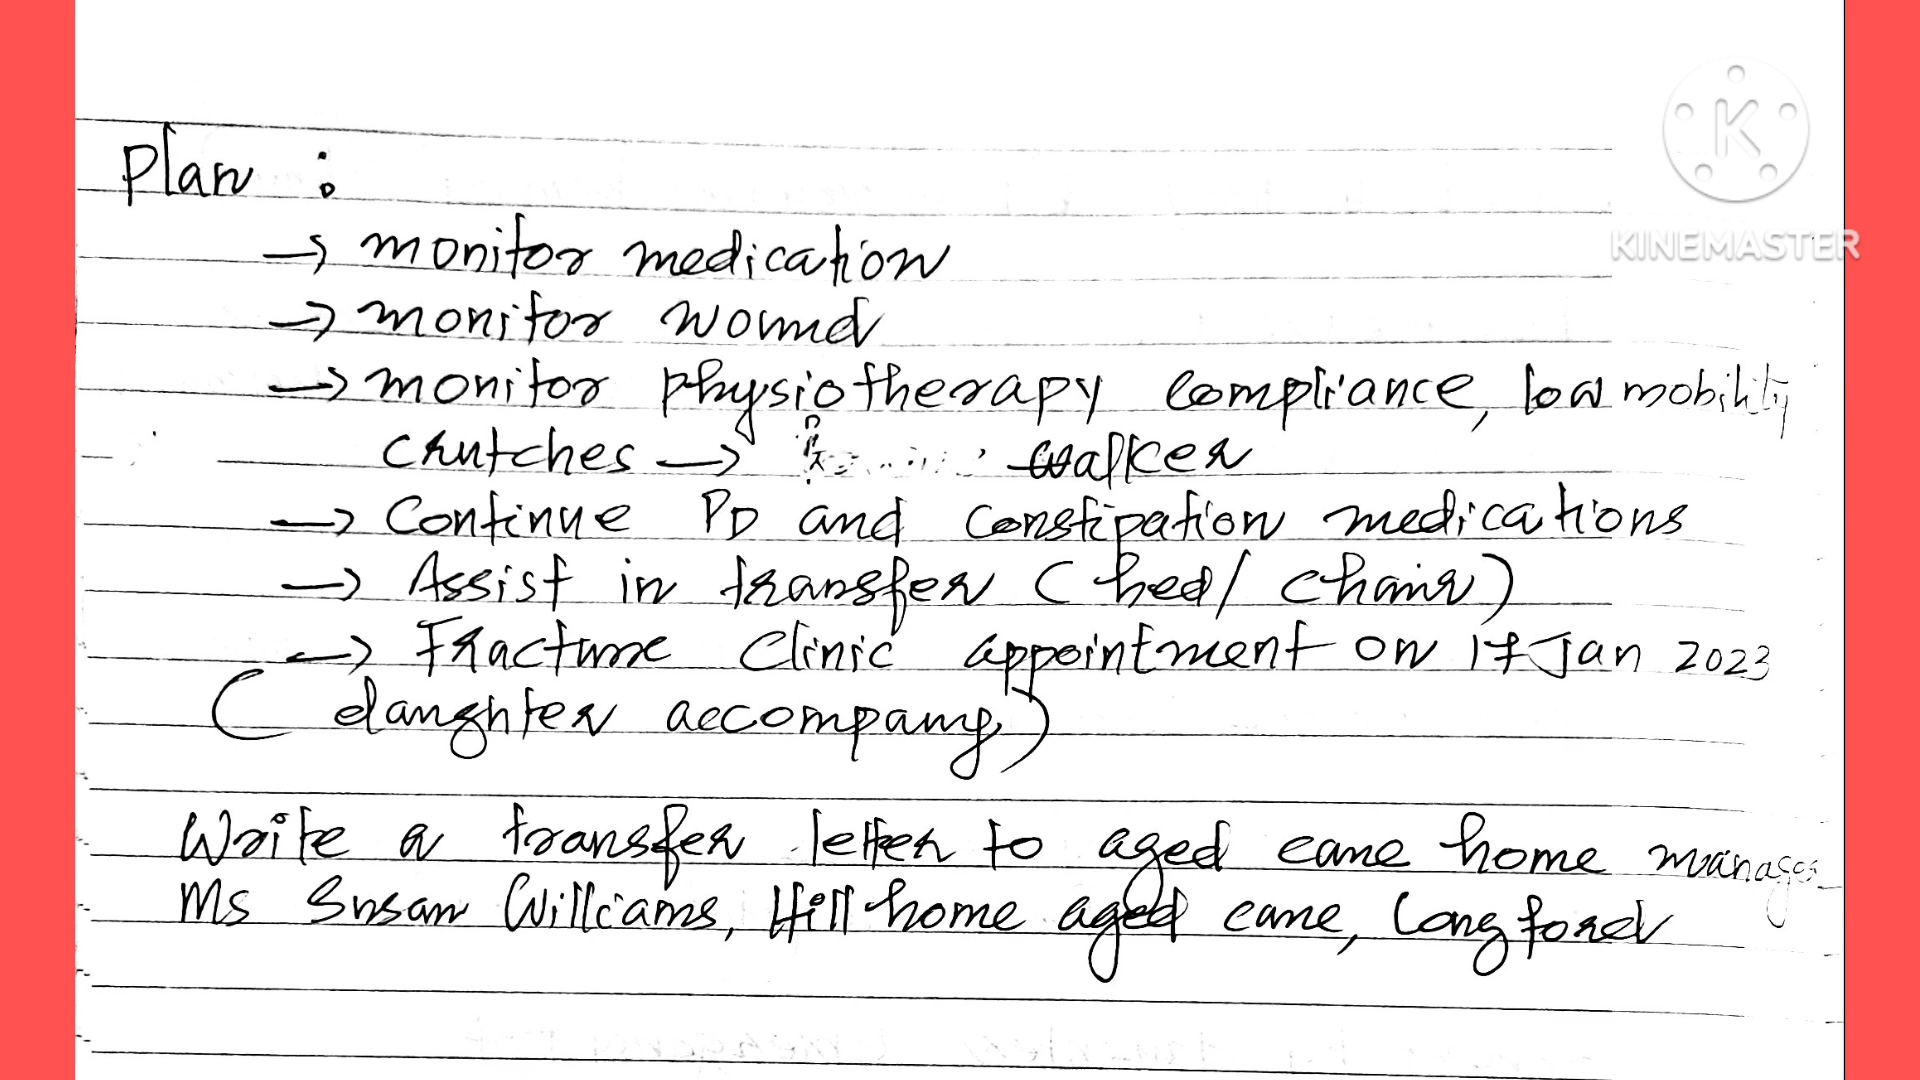 Plan :
→ monitor medication
→ monitor wound
→ monitor physiotherapy compliance, low mobility
crutches → walker
→ Continue PD and constipation medications
→ Assist in transfer (bed/ chair)
→ Fracture Clinic appointment on 17 Jan 2023
( daughter accompany)
Write a transfer letter to aged care home manager
Ms Susan Williams, Hill home aged care, Longford
K
KINEMASTER